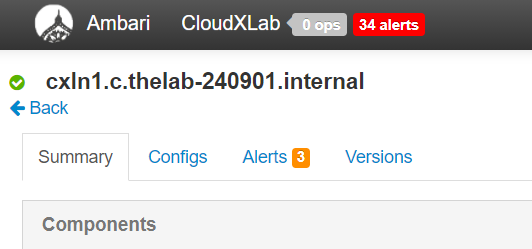 Ambari CloudXLab 0 ops 34 alerts
cxln1.c.thelab-240901.internal
Back
Summary Configs Alerts 3 Versions
Components